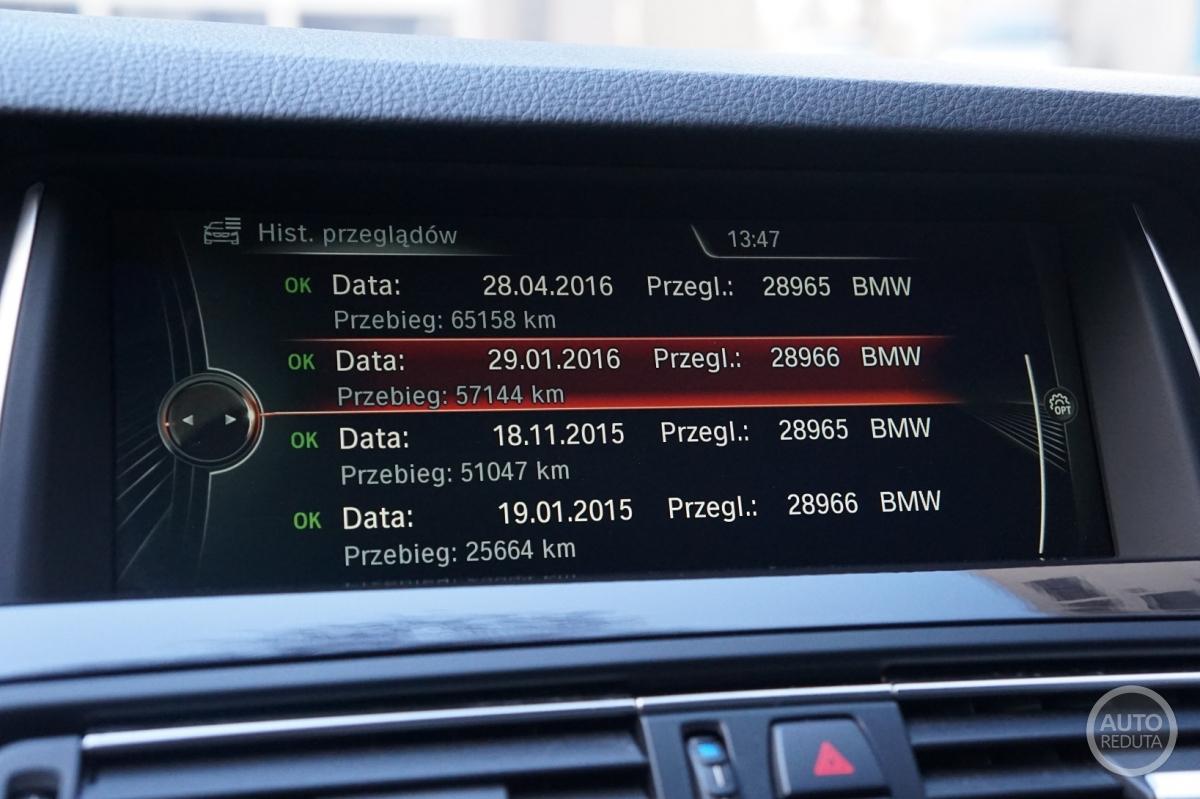 Hist. przeglądów
13:47
OK Data: 28.04.2016 Przegl.: 28965 BMW
Przebieg: 65158 km
OK Data: 29.01.2016 Przegl.: 28966 BMW
Przebieg: 57144 km
OPT
OK Data: 18.11.2015 Przegl.: 28965 BMW
Przebieg: 51047 km
OK Data: 19.01.2015 Przegl.: 28966 BMW
Przebieg: 25664 km
AUTO
REDUTA